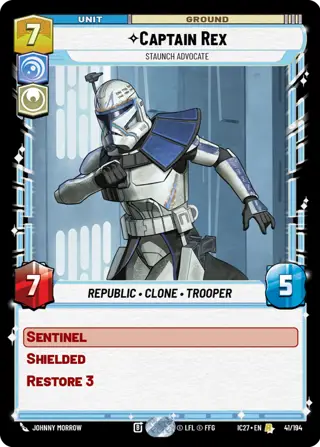 7
UNIT
GROUND
CAPTAIN REX
STAUNCH ADVOCATE
7
5
REPUBLIC • CLONE • TROOPER
SENTINEL
SHIELDED
RESTORE 3
JOHNNY MORROW
© LFL © FFG
IC27 • EN
41/194